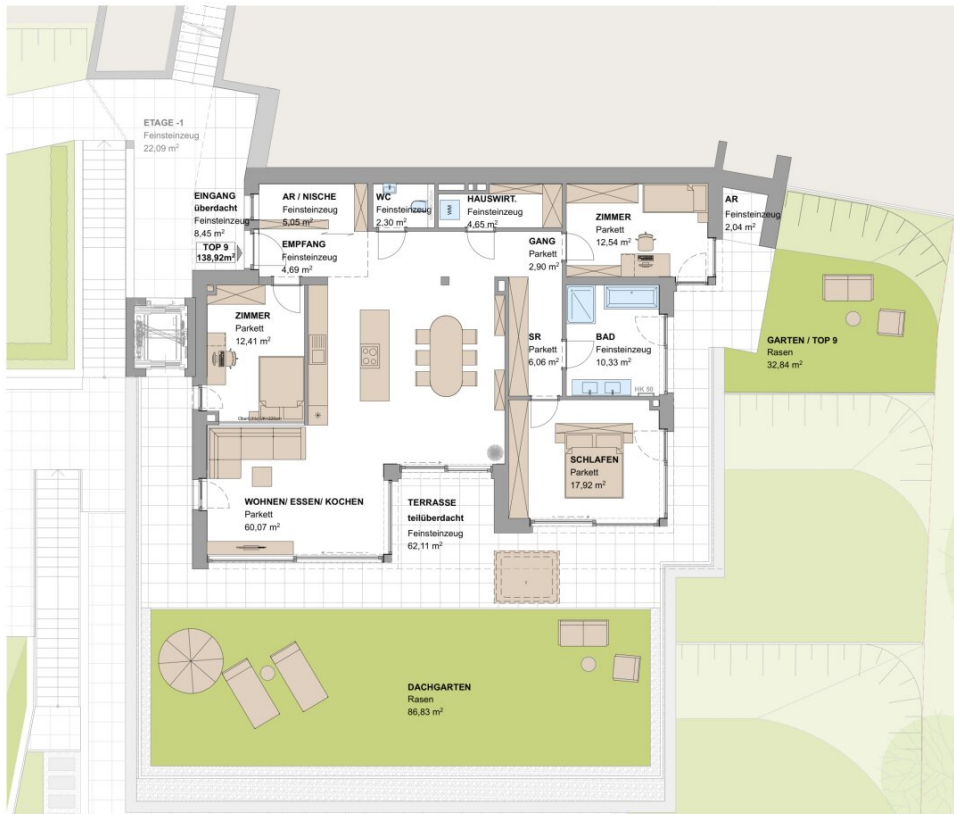 ETAGE -1
Feinsteinzeug
22,09 m²
EINGANG
überdacht
Feinsteinzeug
8,45 m²
TOP 9
138,92m²
AR / NISCHE
Feinsteinzeug
5,05 m²
WC
Feinsteinzeug
2,30 m²
HAUSWIRT.
Feinsteinzeug
4,65 m²
WM
ZIMMER
Parkett
12,54 m²
AR
Feinsteinzeug
2,04 m²
EMPFANG
Feinsteinzeug
4,69 m²
GANG
Parkett
2,90 m²
ZIMMER
Parkett
12,41 m²
SR
Parkett
6,06 m²
BAD
Feinsteinzeug
10,33 m²
HK 50
GARTEN / TOP 9
Rasen
32,84 m²
SCHLAFEN
Parkett
17,92 m²
WOHNEN/ ESSEN/ KOCHEN
Parkett
60,07 m²
TERRASSE
teilüberdacht
Feinsteinzeug
62,11 m²
DACHGARTEN
Rasen
86,83 m²